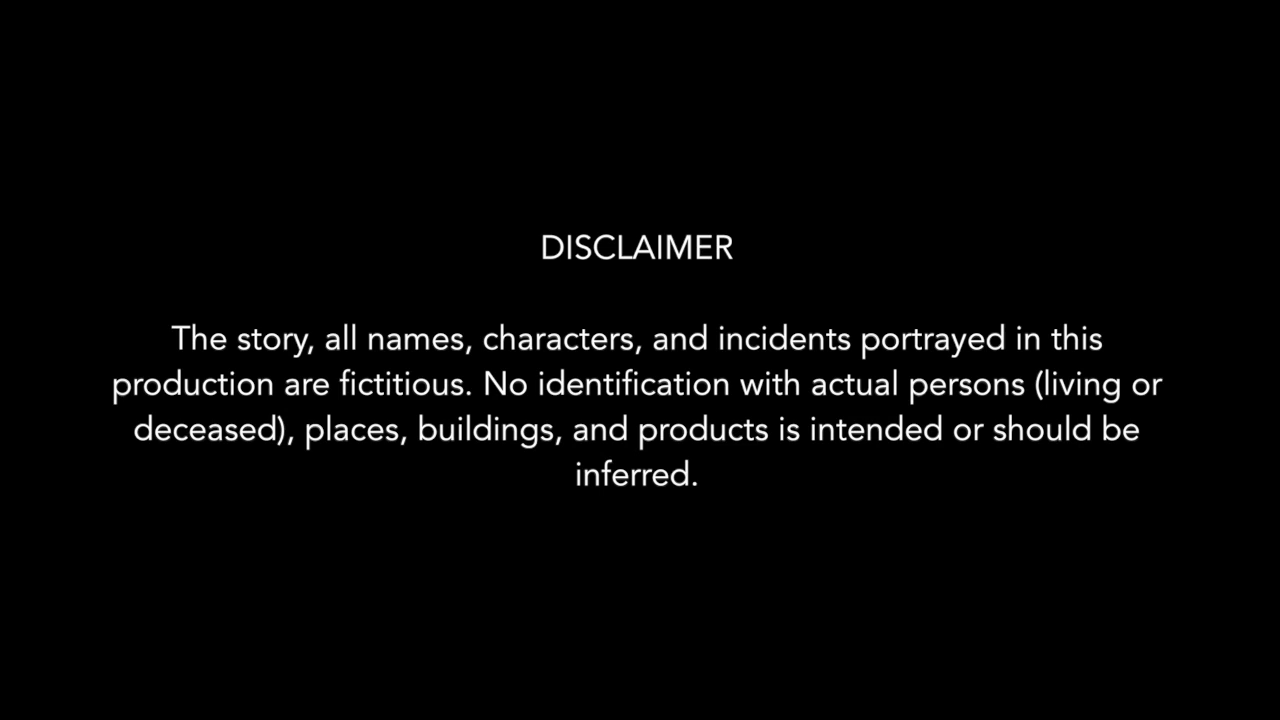 DISCLAIMER
The story, all names, characters, and incidents portrayed in this
production are fictitious. No identification with actual persons (living or
deceased), places, buildings, and products is intended or should be
inferred.